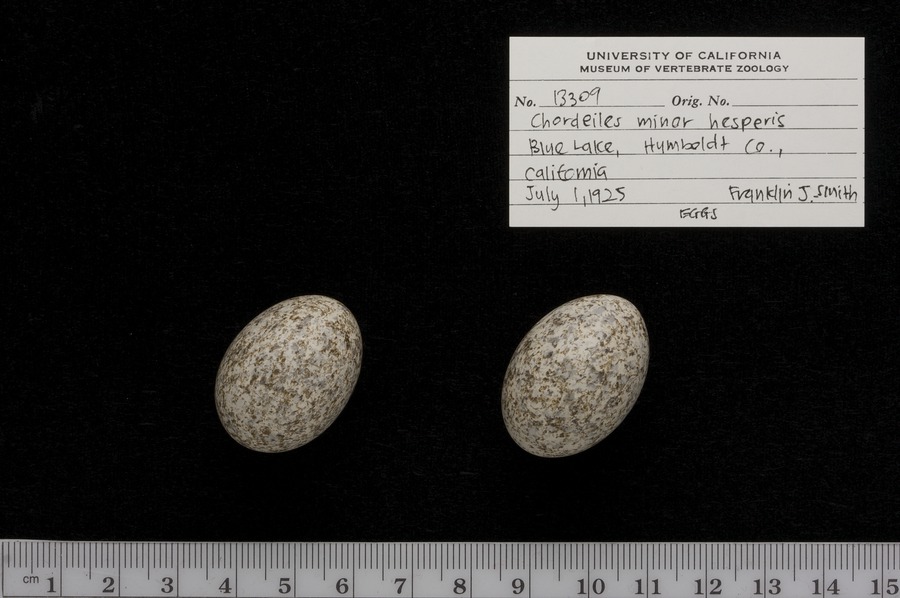 UNIVERSITY OF CALIFORNIA
MUSEUM OF VERTEBRATE ZOOLOGY
No. 13309 Orig. No.
Chordeiles minor hesperis
Blue Lake, Humboldt Co.,
California
July 1, 1925 Franklin J. Smith
EGGS
cm 1 2 3 4 5 6 7 8 9 10 11 12 13 14 15